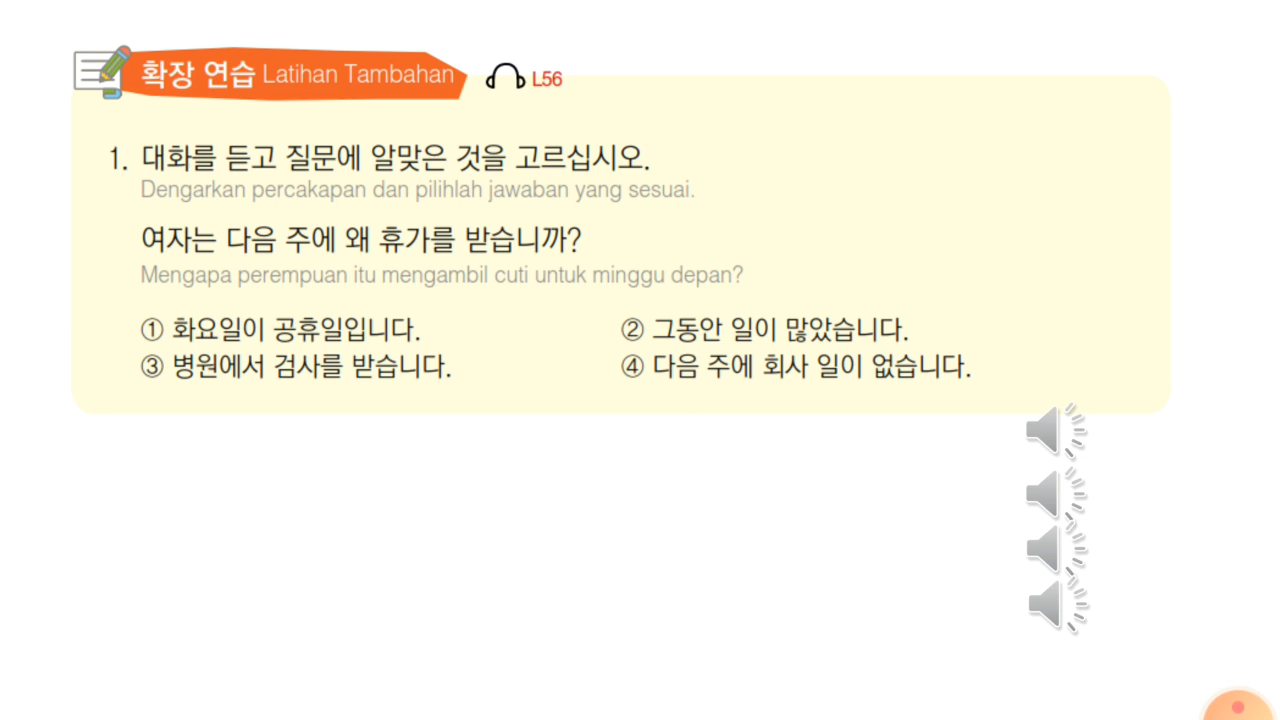 확장 연습 Latihan Tambahan L56
1. 대화를 듣고 질문에 알맞은 것을 고르십시오.
Dengarkan percakapan dan pilihlah jawaban yang sesuai.
여자는 다음 주에 왜 휴가를 받습니까?
Mengapa perempuan itu mengambil cuti untuk minggu depan?
① 화요일이 공휴일입니다. ② 그동안 일이 많았습니다.
③ 병원에서 검사를 받습니다. ④ 다음 주에 회사 일이 없습니다.